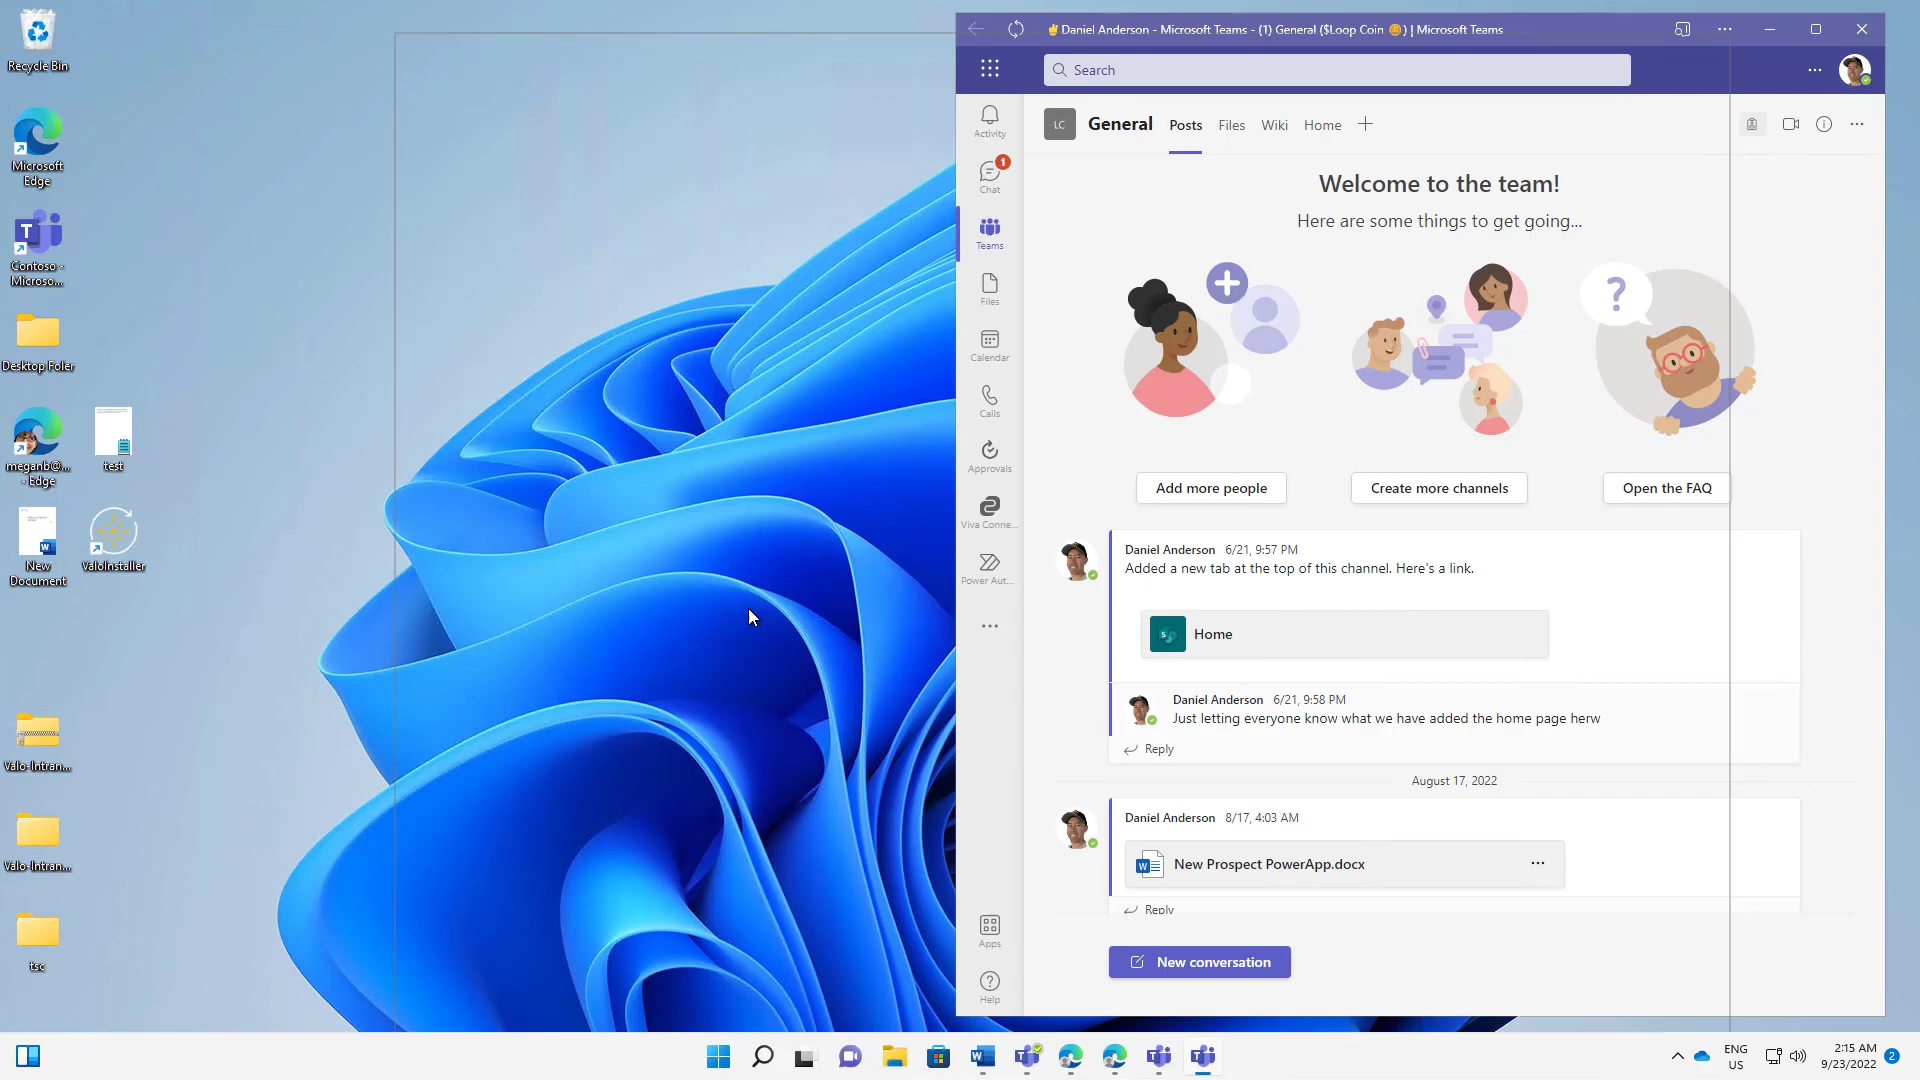 Recycle Bin
Microsoft
Edge
Contoso -
Microso...
Desktop Foler
meganb@...
- Edge
test
New
Document
ValoInstaller
Valo-Intran...
Valo-Intran...
tsc
Daniel Anderson - Microsoft Teams - (1) General ($Loop Coin 🪙) | Microsoft Teams
Search
Activity
1
Chat
Teams
Files
Calendar
Calls
Approvals
Viva Conne...
Power Aut...
Apps
Help
LC
General
Posts
Files
Wiki
Home
Welcome to the team!
Here are some things to get going...
Add more people
Create more channels
Open the FAQ
Daniel Anderson 6/21, 9:57 PM
Added a new tab at the top of this channel. Here's a link.
Home
Daniel Anderson 6/21, 9:58 PM
Just letting everyone know what we have added the home page herw
Reply
August 17, 2022
Daniel Anderson 8/17, 4:03 AM
New Prospect PowerApp.docx
Reply
New conversation
ENG
US
2:15 AM
9/23/2022
2